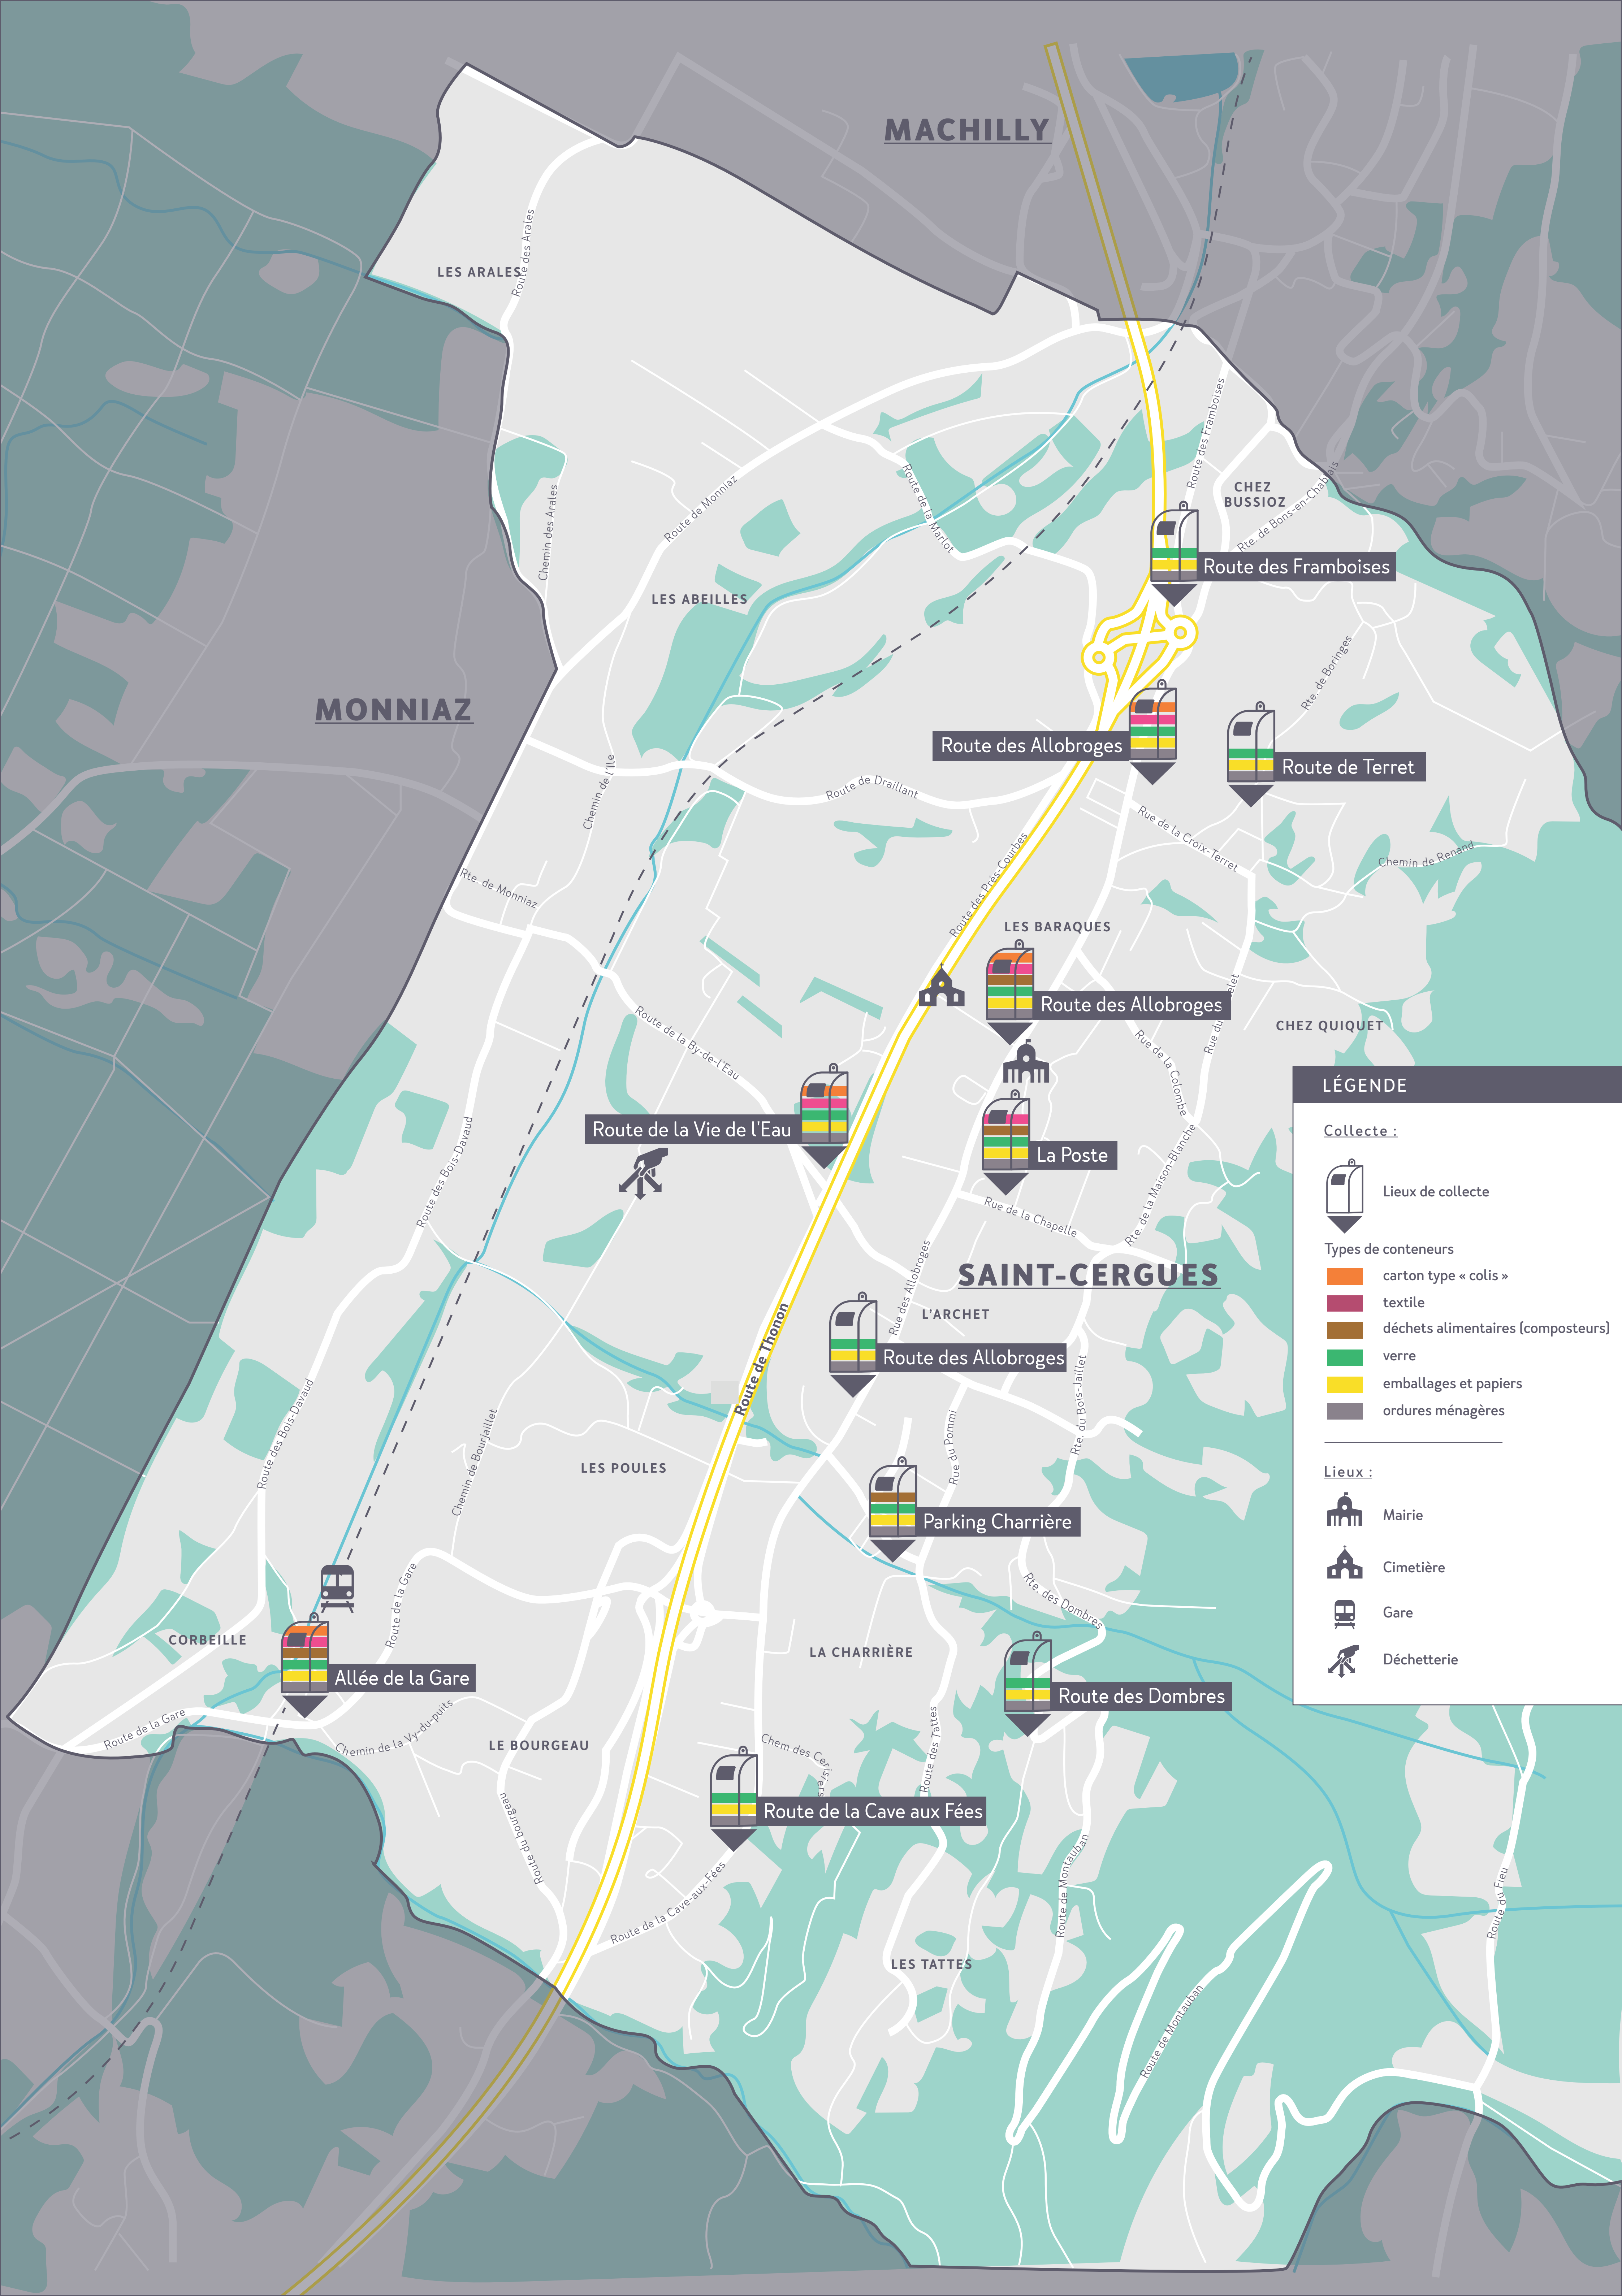 MACHILLY
LES ARALES
Route des Arales
Route des Framboises
CHEZ
BUSSIOZ
Rte. de Bons-en-Chablais
Route de la Marlot
Route de Monniaz
Chemin des Arales
Route des Framboises
LES ABEILLES
Rte. de Boringes
MONNIAZ
Route des Allobroges
Route de Terret
Chemin de l'Ile
Route de Draillant
Rue de la Croix-Terret
Chemin de Renand
Rte. de Monniaz
Route des Prés-Courbes
LES BARAQUES
Route des Allobroges
CHEZ QUIQUET
Route de la By-de-l'Eau
Rue de la Colombe
Route de la Vie de l'Eau
La Poste
Route des Bois-Davaud
Rte. de la Maison-Blanche
Rue de la Chapelle
SAINT-CERGUES
Rue des Allobroges
L'ARCHET
Route de Thonon
Route des Allobroges
Rte. du Bois-Jaillet
Route des Bois-Davaud
Chemin de Bourjaillet
Rue du Pommi
LES POULES
Parking Charrière
Route de la Gare
Rte. des Dombres
CORBEILLE
LA CHARRIÈRE
Allée de la Gare
Route des Dombres
Route de la Gare
Chemin de la Vy-du-puits
LE BOURGEAU
Chem des Cerisiers
Route des Tattes
Route de la Cave aux Fées
Route du bourgeau
Route de la Cave-aux-Fées
Route de Montauban
Route du Fieu
LES TATTES
Route de Montauban
LÉGENDE
Collecte :
Lieux de collecte
Types de conteneurs
carton type « colis »
textile
déchets alimentaires (composteurs)
verre
emballages et papiers
ordures ménagères
Lieux :
Mairie
Cimetière
Gare
Déchetterie